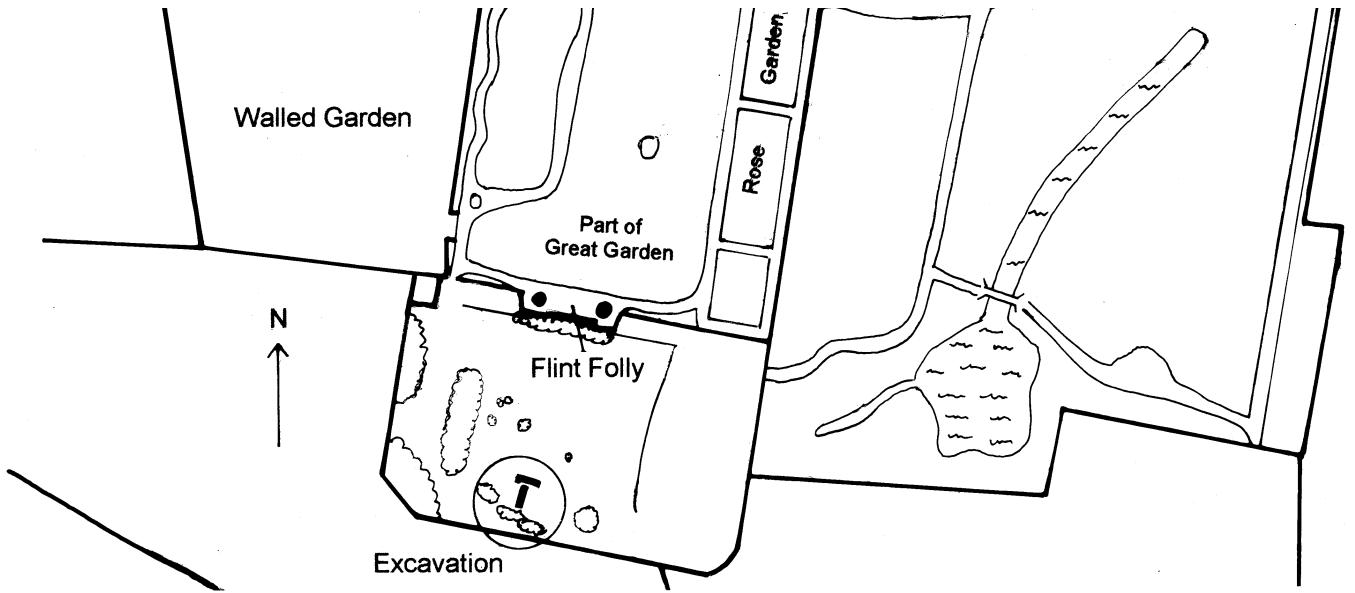 Walled Garden
Garden
Rose
Part of
Great Garden
N
Flint Folly
Excavation